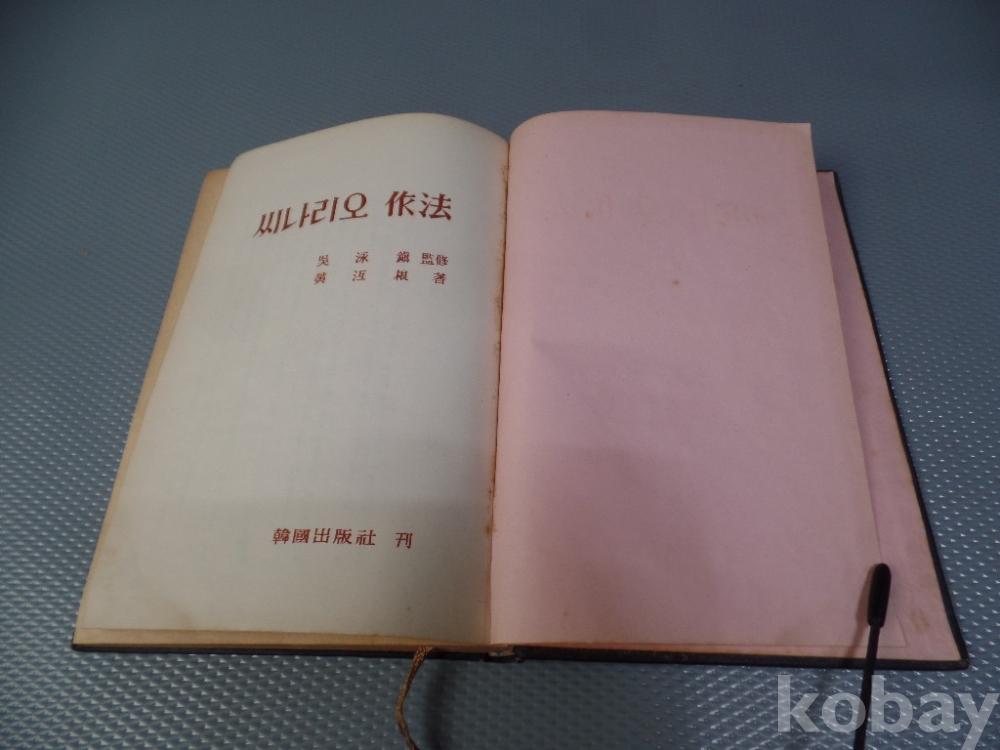 씨나리오 作法
吳泳鎭 監修
著
韓國出版社 刊
kobay